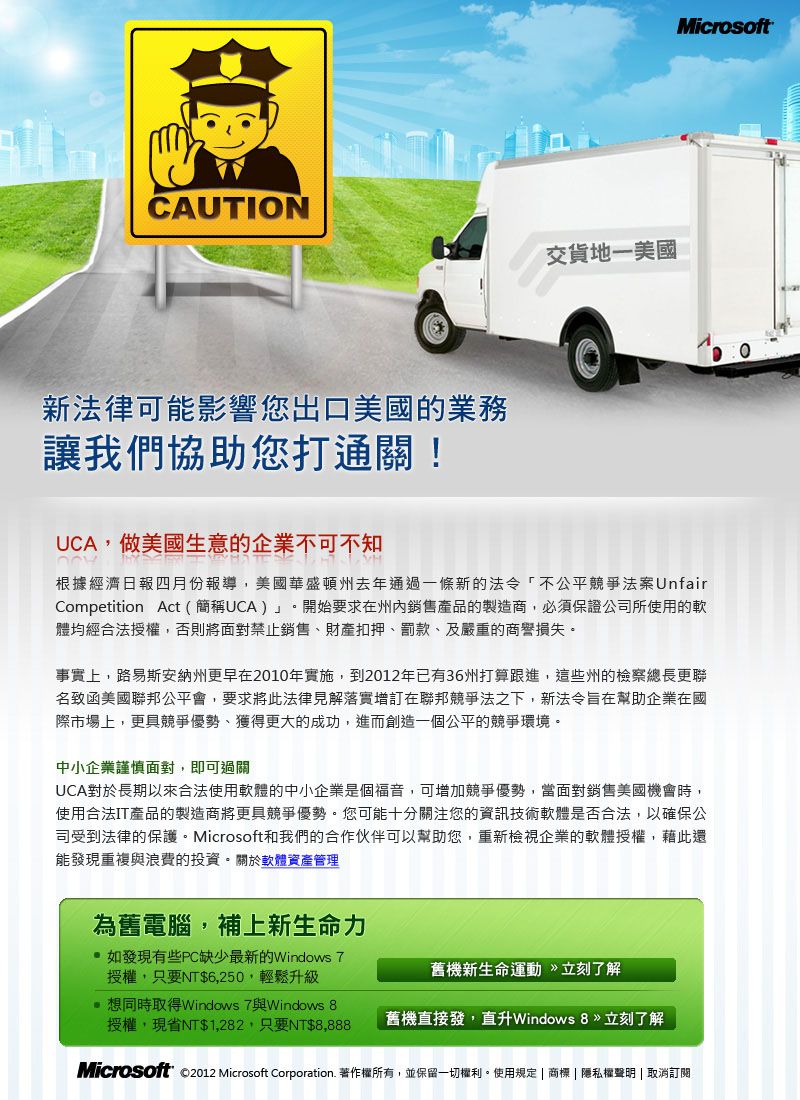 Microsoft
CAUTION
交貨地—美國
新法律可能影響您出口美國的業務
讓我們協助您打通關！
UCA，做美國生意的企業不可不知
根據經濟日報四月份報導，美國華盛頓州去年通過一條新的法令「不公平競爭法案Unfair
Competition Act（簡稱UCA）」。開始要求在州內銷售產品的製造商，必須保證公司所使用的軟
體均經合法授權，否則將面對禁止銷售、財產扣押、罰款、及嚴重的商譽損失。
事實上，路易斯安納州更早在2010年實施，到2012年已有36州打算跟進，這些州的檢察總長更聯
名致函美國聯邦公平會，要求將此法律見解落實增訂在聯邦競爭法之下，新法令旨在幫助企業在國
際市場上，更具競爭優勢、獲得更大的成功，進而創造一個公平的競爭環境。
中小企業謹慎面對，即可過關
UCA對於長期以來合法使用軟體的中小企業是個福音，可增加競爭優勢，當面對銷售美國機會時，
使用合法IT產品的製造商將更具競爭優勢。您可能十分關注您的資訊技術軟體是否合法，以確保公
司受到法律的保護。Microsoft和我們的合作伙伴可以幫助您，重新檢視企業的軟體授權，藉此還
能發現重複與浪費的投資。關於軟體資產管理
為舊電腦，補上新生命力
• 如發現有些PC缺少最新的Windows 7
授權，只要NT$6,250，輕鬆升級
舊機新生命運動 » 立刻了解
• 想同時取得Windows 7與Windows 8
授權，現省NT$1,282，只要NT$8,888
舊機直接發，直升Windows 8 » 立刻了解
Microsoft ©2012 Microsoft Corporation. 著作權所有，並保留一切權利。使用規定 | 商標 | 隱私權聲明 | 取消訂閱